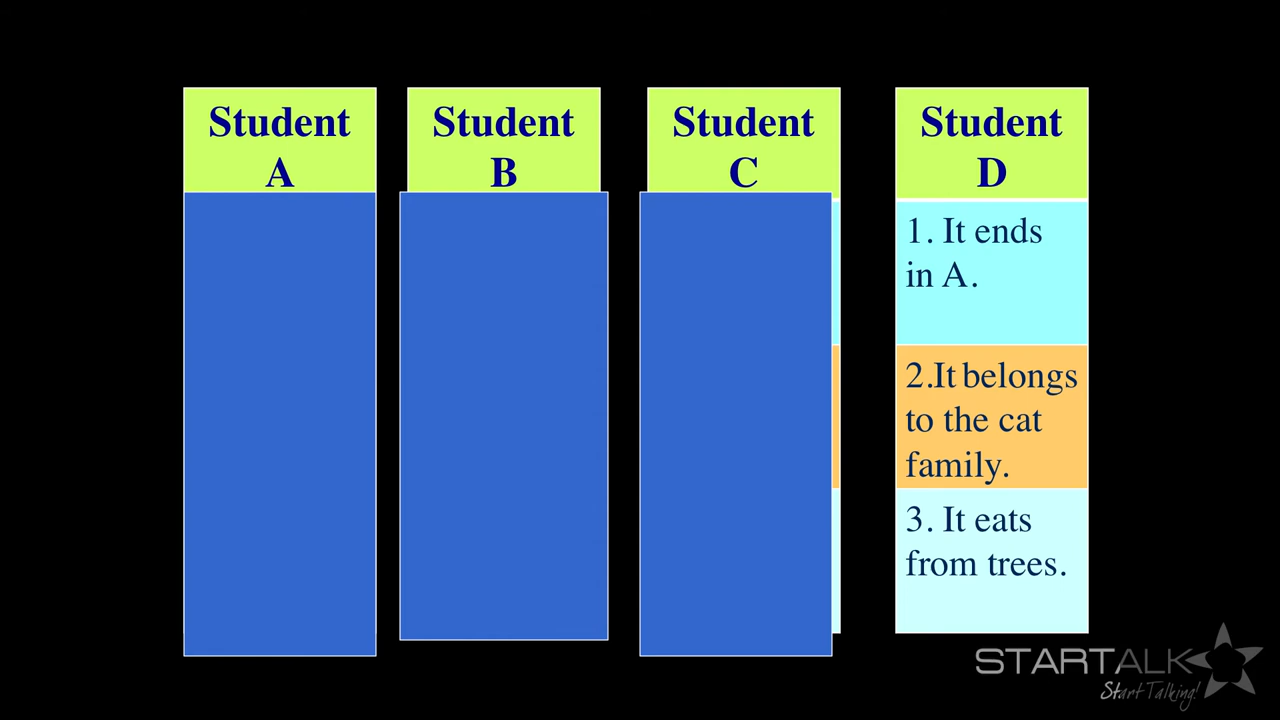 Student
A
Student
B
Student
C
Student
D
1. It ends
in A.
2.It belongs
to the cat
family.
3. It eats
from trees.
STARTALK
Start Talking!